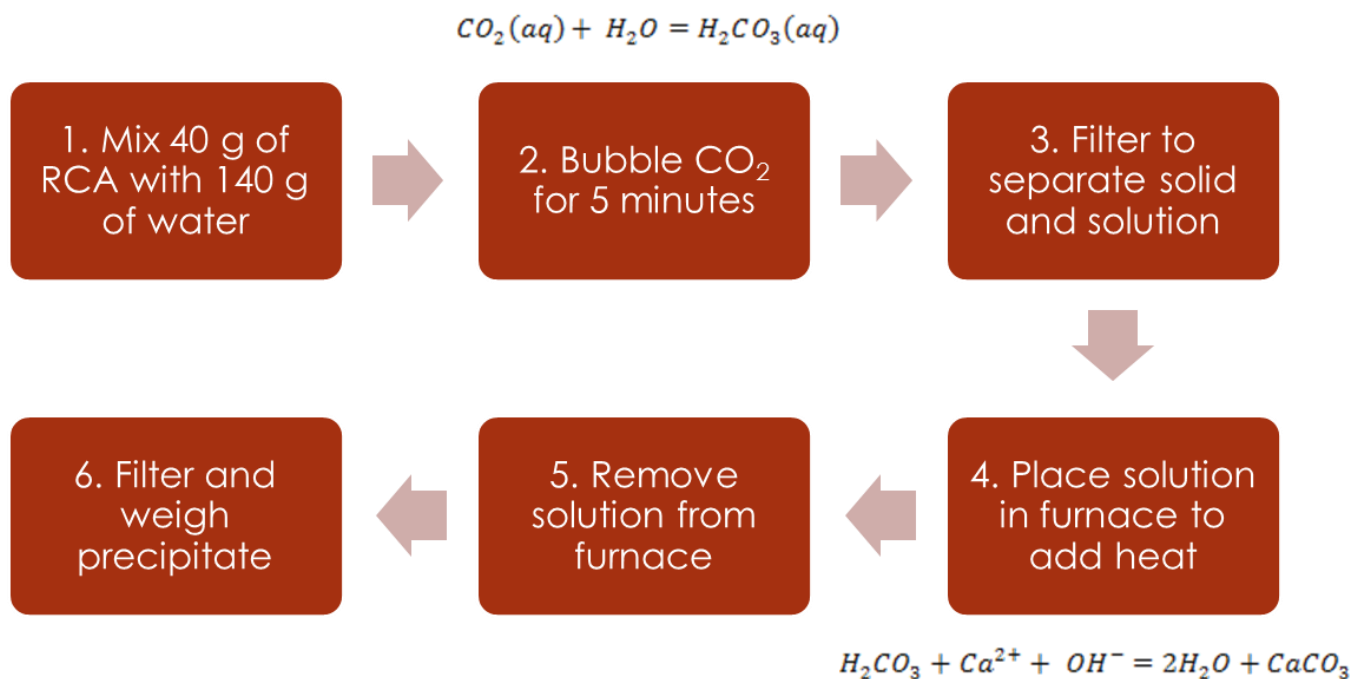 CO₂(aq) + H₂O = H₂CO₃(aq)
1. Mix 40 g of
RCA with 140 g
of water
2. Bubble CO₂
for 5 minutes
3. Filter to
separate solid
and solution
4. Place solution
in furnace to
add heat
5. Remove
solution from
furnace
6. Filter and
weigh
precipitate
H₂CO₃ + Ca²⁺ + OH⁻ = 2H₂O + CaCO₃